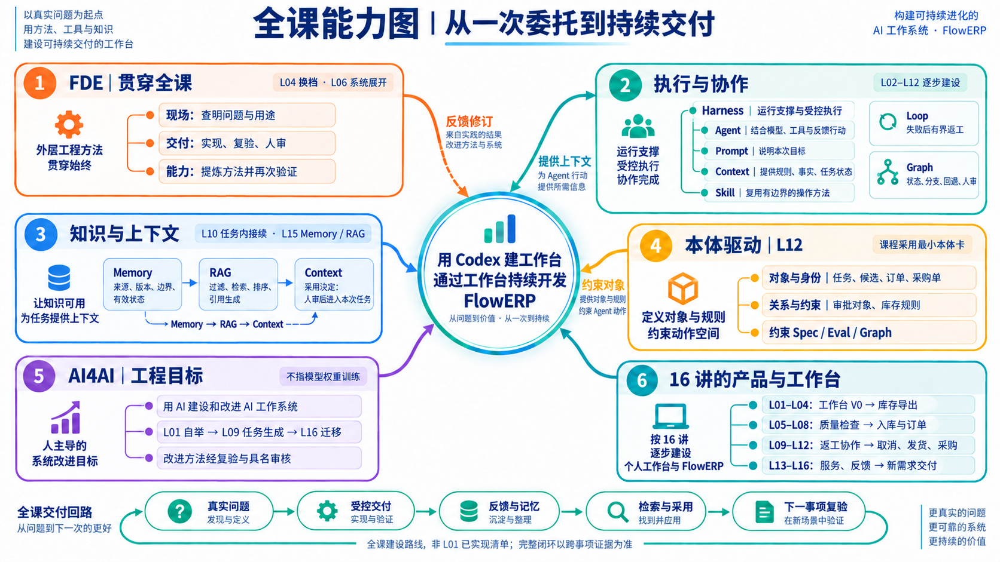 以真实问题为起点
用方法、工具与知识
建设可持续交付的工作台
全课能力图 | 从一次委托到持续交付
构建可持续进化的
AI 工作系统 · FlowERP
1 FDE | 贯穿全课
L04 换档 · L06 系统展开
外层工程方法
贯穿始终
现场：查明问题与用途
交付：实现、复验、人审
能力：提炼方法并再次验证
反馈修订
来自实践的结果
改进方法与系统
2 执行与协作
L02–L12 逐步建设
运行支撑
受控执行
协作完成
Harness | 运行支撑与受控执行
Agent | 结合模型、工具与反馈行动
Prompt | 说明本次目标
Context | 提供规则、事实、任务状态
Skill | 复用有边界的操作方法
Loop
失败后有界返工
Graph
状态、分支、回退、人审
提供上下文
为 Agent 行动
提供所需信息
3 知识与上下文
L10 任务内接续 · L15 Memory / RAG
让知识可用
为任务提供上下文
Memory
来源、版本、边界、
有效状态
RAG
过滤、检索、排序、
引用生成
Context
采用决定：
人审后进入本次任务
Memory → RAG → Context
用 Codex 建工作台
通过工作台持续开发
FlowERP
从问题到价值 · 从一次到持续
4 本体驱动 | L12
课程采用最小本体卡
定义对象与规则
约束动作空间
对象与身份 | 任务、候选、订单、采购单
关系与约束 | 审批对象、库存规则
约束 Spec / Eval / Graph
约束对象
提供对象与规则
约束 Agent 动作
5 AI4AI | 工程目标
不指模型权重训练
人主导的
系统改进目标
用 AI 建设和改进 AI 工作系统
L01 自举 → L09 任务生成 → L16 迁移
改进方法经复验与具名审核
6 16 讲的产品与工作台
按 16 讲
逐步建设
个人工作台与 FlowERP
L01–L04：工作台 V0 → 库存导出
L05–L08：质量检查 → 入库与订单
L09–L12：返工协作 → 取消、发货、采购
L13–L16：服务、反馈 → 新需求交付
全课交付回路
从问题到下一次的更好
真实问题
发现与定义
受控交付
实现与验证
反馈与记忆
沉淀与整理
检索与采用
找到并应用
下一事项复验
在新场景中验证
全课建设路线，非 L01 已实现清单；完整闭环以跨事项证据为准
更真实的问题
更可靠的系统
更持续的价值